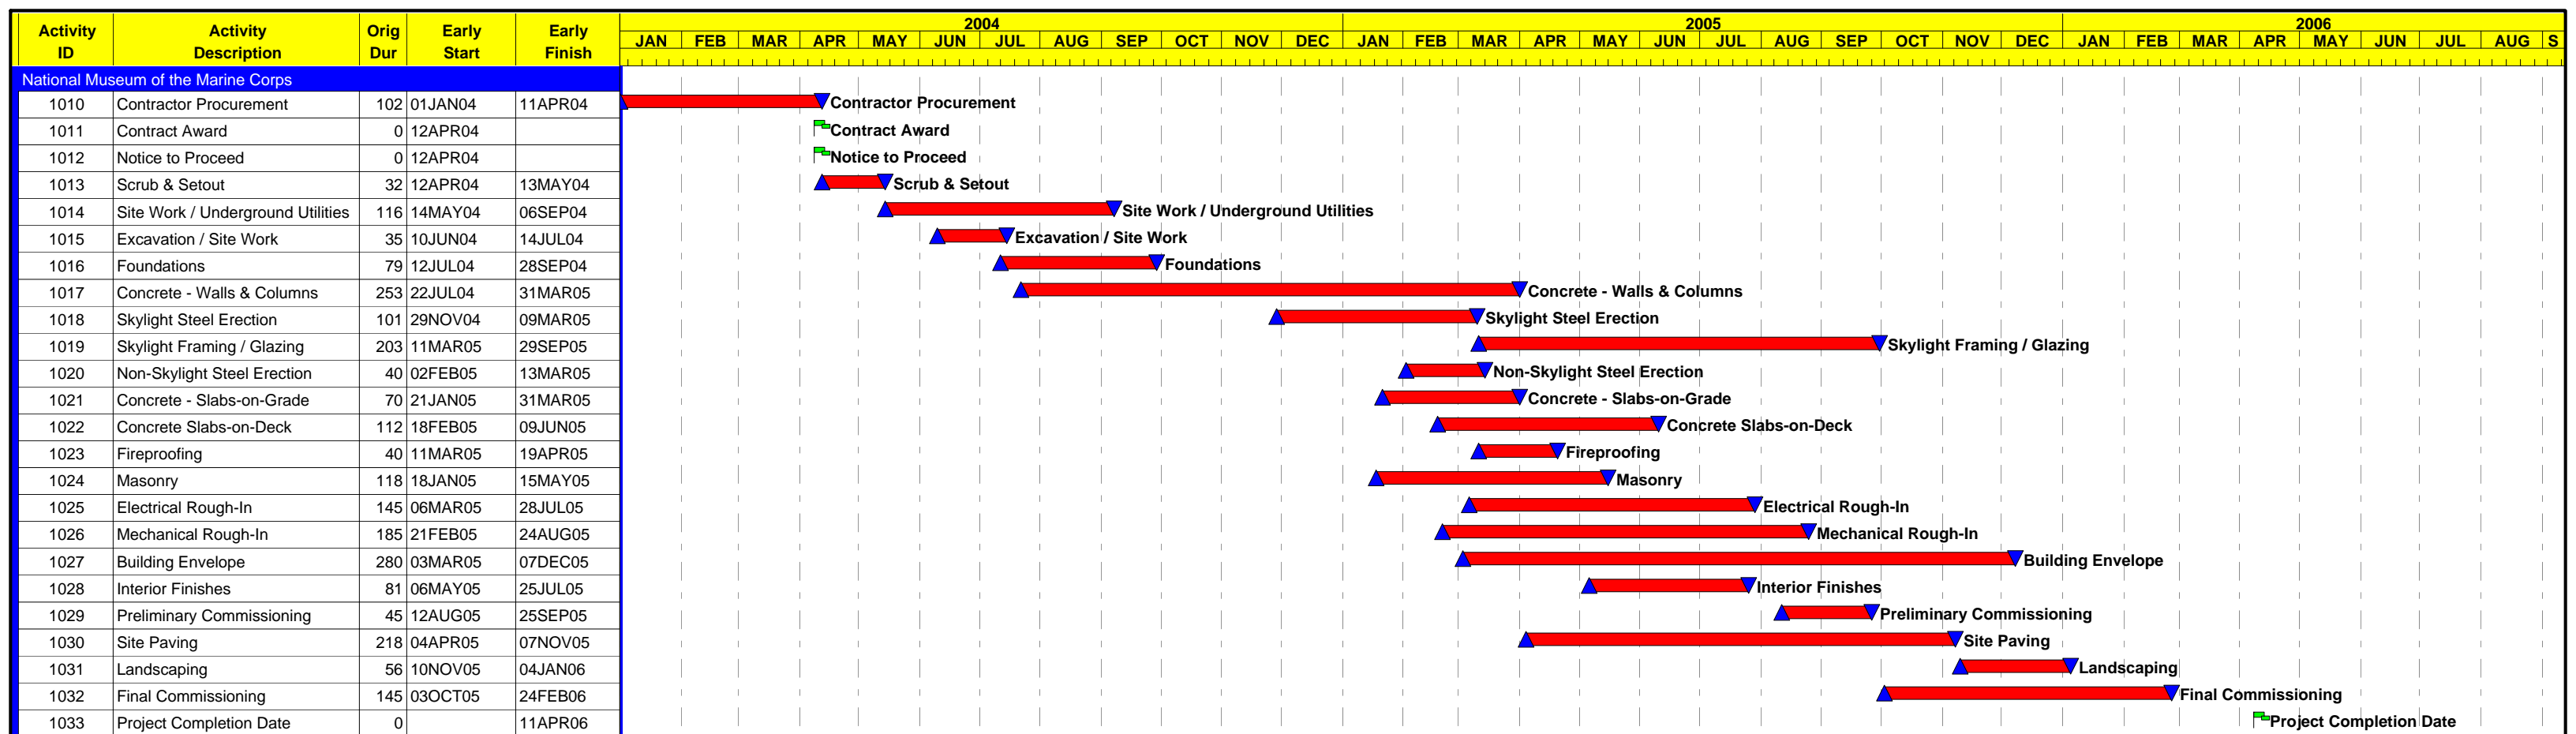 Activity ID Activity Description Orig Dur Early Start Early Finish 2004 2005 2006
JAN FEB MAR APR MAY JUN JUL AUG SEP OCT NOV DEC JAN FEB MAR APR MAY JUN JUL AUG SEP OCT NOV DEC JAN FEB MAR APR MAY JUN JUL AUG S
National Museum of the Marine Corps
1010 Contractor Procurement 102 01JAN04 11APR04 Contractor Procurement
1011 Contract Award 0 12APR04 Contract Award
1012 Notice to Proceed 0 12APR04 Notice to Proceed
1013 Scrub & Setout 32 12APR04 13MAY04 Scrub & Setout
1014 Site Work / Underground Utilities 116 14MAY04 06SEP04 Site Work / Underground Utilities
1015 Excavation / Site Work 35 10JUN04 14JUL04 Excavation / Site Work
1016 Foundations 79 12JUL04 28SEP04 Foundations
1017 Concrete - Walls & Columns 253 22JUL04 31MAR05 Concrete - Walls & Columns
1018 Skylight Steel Erection 101 29NOV04 09MAR05 Skylight Steel Erection
1019 Skylight Framing / Glazing 203 11MAR05 29SEP05 Skylight Framing / Glazing
1020 Non-Skylight Steel Erection 40 02FEB05 13MAR05 Non-Skylight Steel Erection
1021 Concrete - Slabs-on-Grade 70 21JAN05 31MAR05 Concrete - Slabs-on-Grade
1022 Concrete Slabs-on-Deck 112 18FEB05 09JUN05 Concrete Slabs-on-Deck
1023 Fireproofing 40 11MAR05 19APR05 Fireproofing
1024 Masonry 118 18JAN05 15MAY05 Masonry
1025 Electrical Rough-In 145 06MAR05 28JUL05 Electrical Rough-In
1026 Mechanical Rough-In 185 21FEB05 24AUG05 Mechanical Rough-In
1027 Building Envelope 280 03MAR05 07DEC05 Building Envelope
1028 Interior Finishes 81 06MAY05 25JUL05 Interior Finishes
1029 Preliminary Commissioning 45 12AUG05 25SEP05 Preliminary Commissioning
1030 Site Paving 218 04APR05 07NOV05 Site Paving
1031 Landscaping 56 10NOV05 04JAN06 Landscaping
1032 Final Commissioning 145 03OCT05 24FEB06 Final Commissioning
1033 Project Completion Date 0 11APR06 Project Completion Date